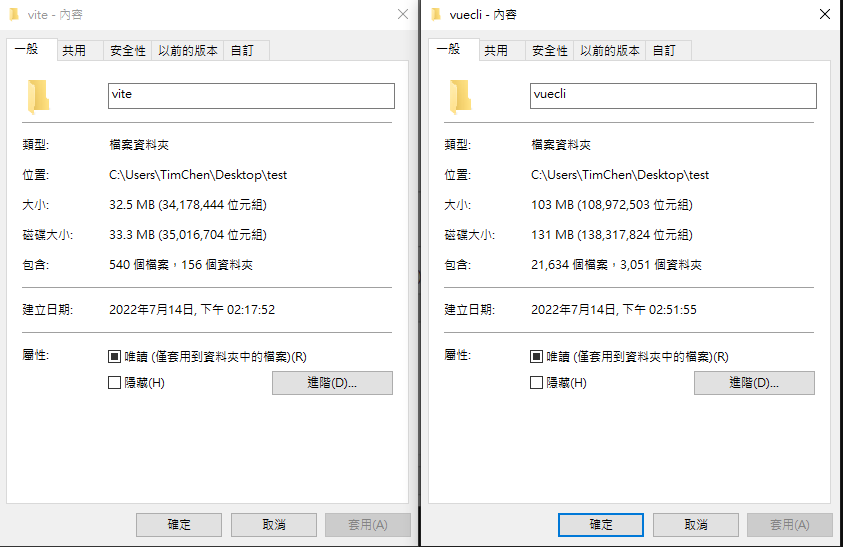 vite - 內容
一般
共用
安全性
以前的版本
自訂
vite
類型:
檔案資料夾
位置:
C:\Users\TimChen\Desktop\test
大小:
32.5 MB (34,178,444 位元組)
磁碟大小:
33.3 MB (35,016,704 位元組)
包含:
540 個檔案，156 個資料夾
建立日期:
2022年7月14日, 下午 02:17:52
屬性:
唯讀 (僅套用到資料夾中的檔案)(R)
隱藏(H)
進階(D)...
確定
取消
套用(A)
vuecli - 內容
一般
共用
安全性
以前的版本
自訂
vuecli
類型:
檔案資料夾
位置:
C:\Users\TimChen\Desktop\test
大小:
103 MB (108,972,503 位元組)
磁碟大小:
131 MB (138,317,824 位元組)
包含:
21,634 個檔案，3,051 個資料夾
建立日期:
2022年7月14日, 下午 02:51:55
屬性:
唯讀 (僅套用到資料夾中的檔案)(R)
隱藏(H)
進階(D)...
確定
取消
套用(A)